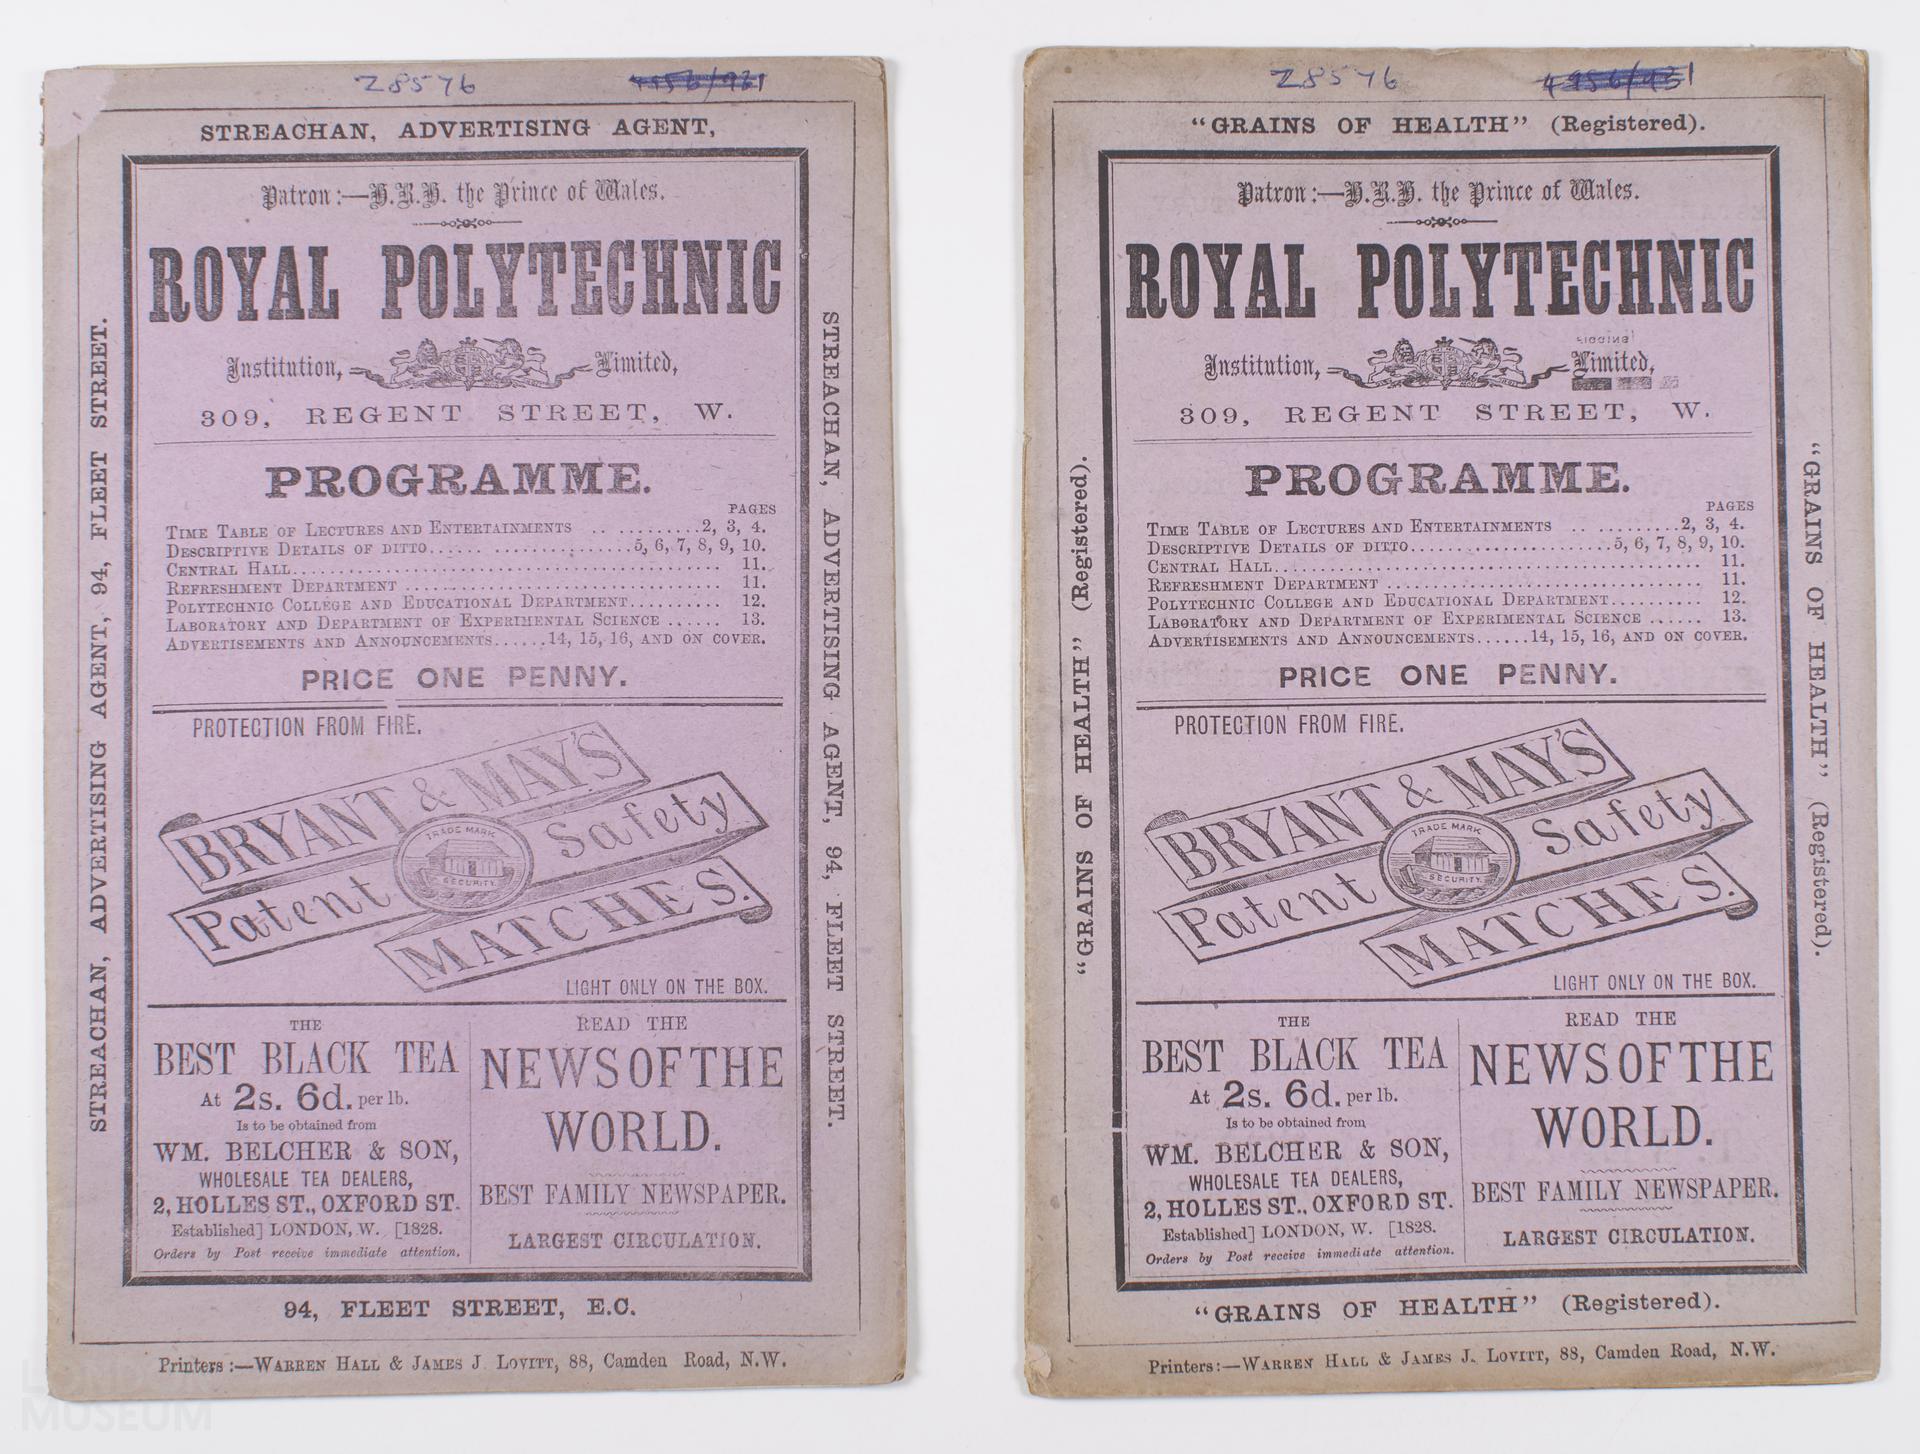 Z8576
STREACHAN, ADVERTISING AGENT,
STREACHAN, ADVERTISING AGENT, 94, FLEET STREET.
Patron:—H.R.H. the Prince of Wales.
ROYAL POLYTECHNIC
Institution, Limited,
309, REGENT STREET, W.
PROGRAMME.
PAGES
TIME TABLE OF LECTURES AND ENTERTAINMENTS .. .........2, 3, 4.
DESCRIPTIVE DETAILS OF DITTO...... ..................5, 6, 7, 8, 9, 10.
CENTRAL HALL.................................................. 11.
REFRESHMENT DEPARTMENT ..................................... 11.
POLYTECHNIC COLLEGE AND EDUCATIONAL DEPARTMENT.......... 12.
LABORATORY AND DEPARTMENT OF EXPERIMENTAL SCIENCE ...... 13.
ADVERTISEMENTS AND ANNOUNCEMENTS......14, 15, 16, AND ON COVER.
PRICE ONE PENNY.
PROTECTION FROM FIRE.
BRYANT & MAY'S
Patent Safety
TRADE MARK
SECURITY.
MATCHES.
LIGHT ONLY ON THE BOX.
THE
BEST BLACK TEA
At 2s. 6d. per lb.
Is to be obtained from
WM. BELCHER & SON,
WHOLESALE TEA DEALERS,
2, HOLLES ST., OXFORD ST.
Established] LONDON, W. [1828.
Orders by Post receive immediate attention.
READ THE
NEWS OF THE
WORLD.
BEST FAMILY NEWSPAPER.
LARGEST CIRCULATION.
STREACHAN, ADVERTISING AGENT, 94, FLEET STREET.
94, FLEET STREET, E.C.
Printers:—WARREN HALL & JAMES J. LOVITT, 88, Camden Road, N.W.
LONDON
MUSEUM
Z8576
"GRAINS OF HEALTH" (Registered).
"GRAINS OF HEALTH" (Registered).
Patron:—H.R.H. the Prince of Wales.
ROYAL POLYTECHNIC
Institution, Limited,
309, REGENT STREET, W.
PROGRAMME.
PAGES
TIME TABLE OF LECTURES AND ENTERTAINMENTS .. .........2, 3, 4.
DESCRIPTIVE DETAILS OF DITTO..............................5, 6, 7, 8, 9, 10.
CENTRAL HALL.................................................. 11.
REFRESHMENT DEPARTMENT ..................................... 11.
POLYTECHNIC COLLEGE AND EDUCATIONAL DEPARTMENT.......... 12.
LABORATORY AND DEPARTMENT OF EXPERIMENTAL SCIENCE ...... 13.
ADVERTISEMENTS AND ANNOUNCEMENTS......14, 15, 16, AND ON COVER.
PRICE ONE PENNY.
PROTECTION FROM FIRE.
BRYANT & MAY'S
Patent Safety
TRADE MARK
SECURITY.
MATCHES.
LIGHT ONLY ON THE BOX.
THE
BEST BLACK TEA
At 2s. 6d. per lb.
Is to be obtained from
WM. BELCHER & SON,
WHOLESALE TEA DEALERS,
2, HOLLES ST., OXFORD ST.
Established] LONDON, W. [1828.
Orders by Post receive immediate attention.
READ THE
NEWS OF THE
WORLD.
BEST FAMILY NEWSPAPER.
LARGEST CIRCULATION.
"GRAINS OF HEALTH" (Registered).
"GRAINS OF HEALTH" (Registered).
Printers:—WARREN HALL & JAMES J. LOVITT, 88, Camden Road, N.W.